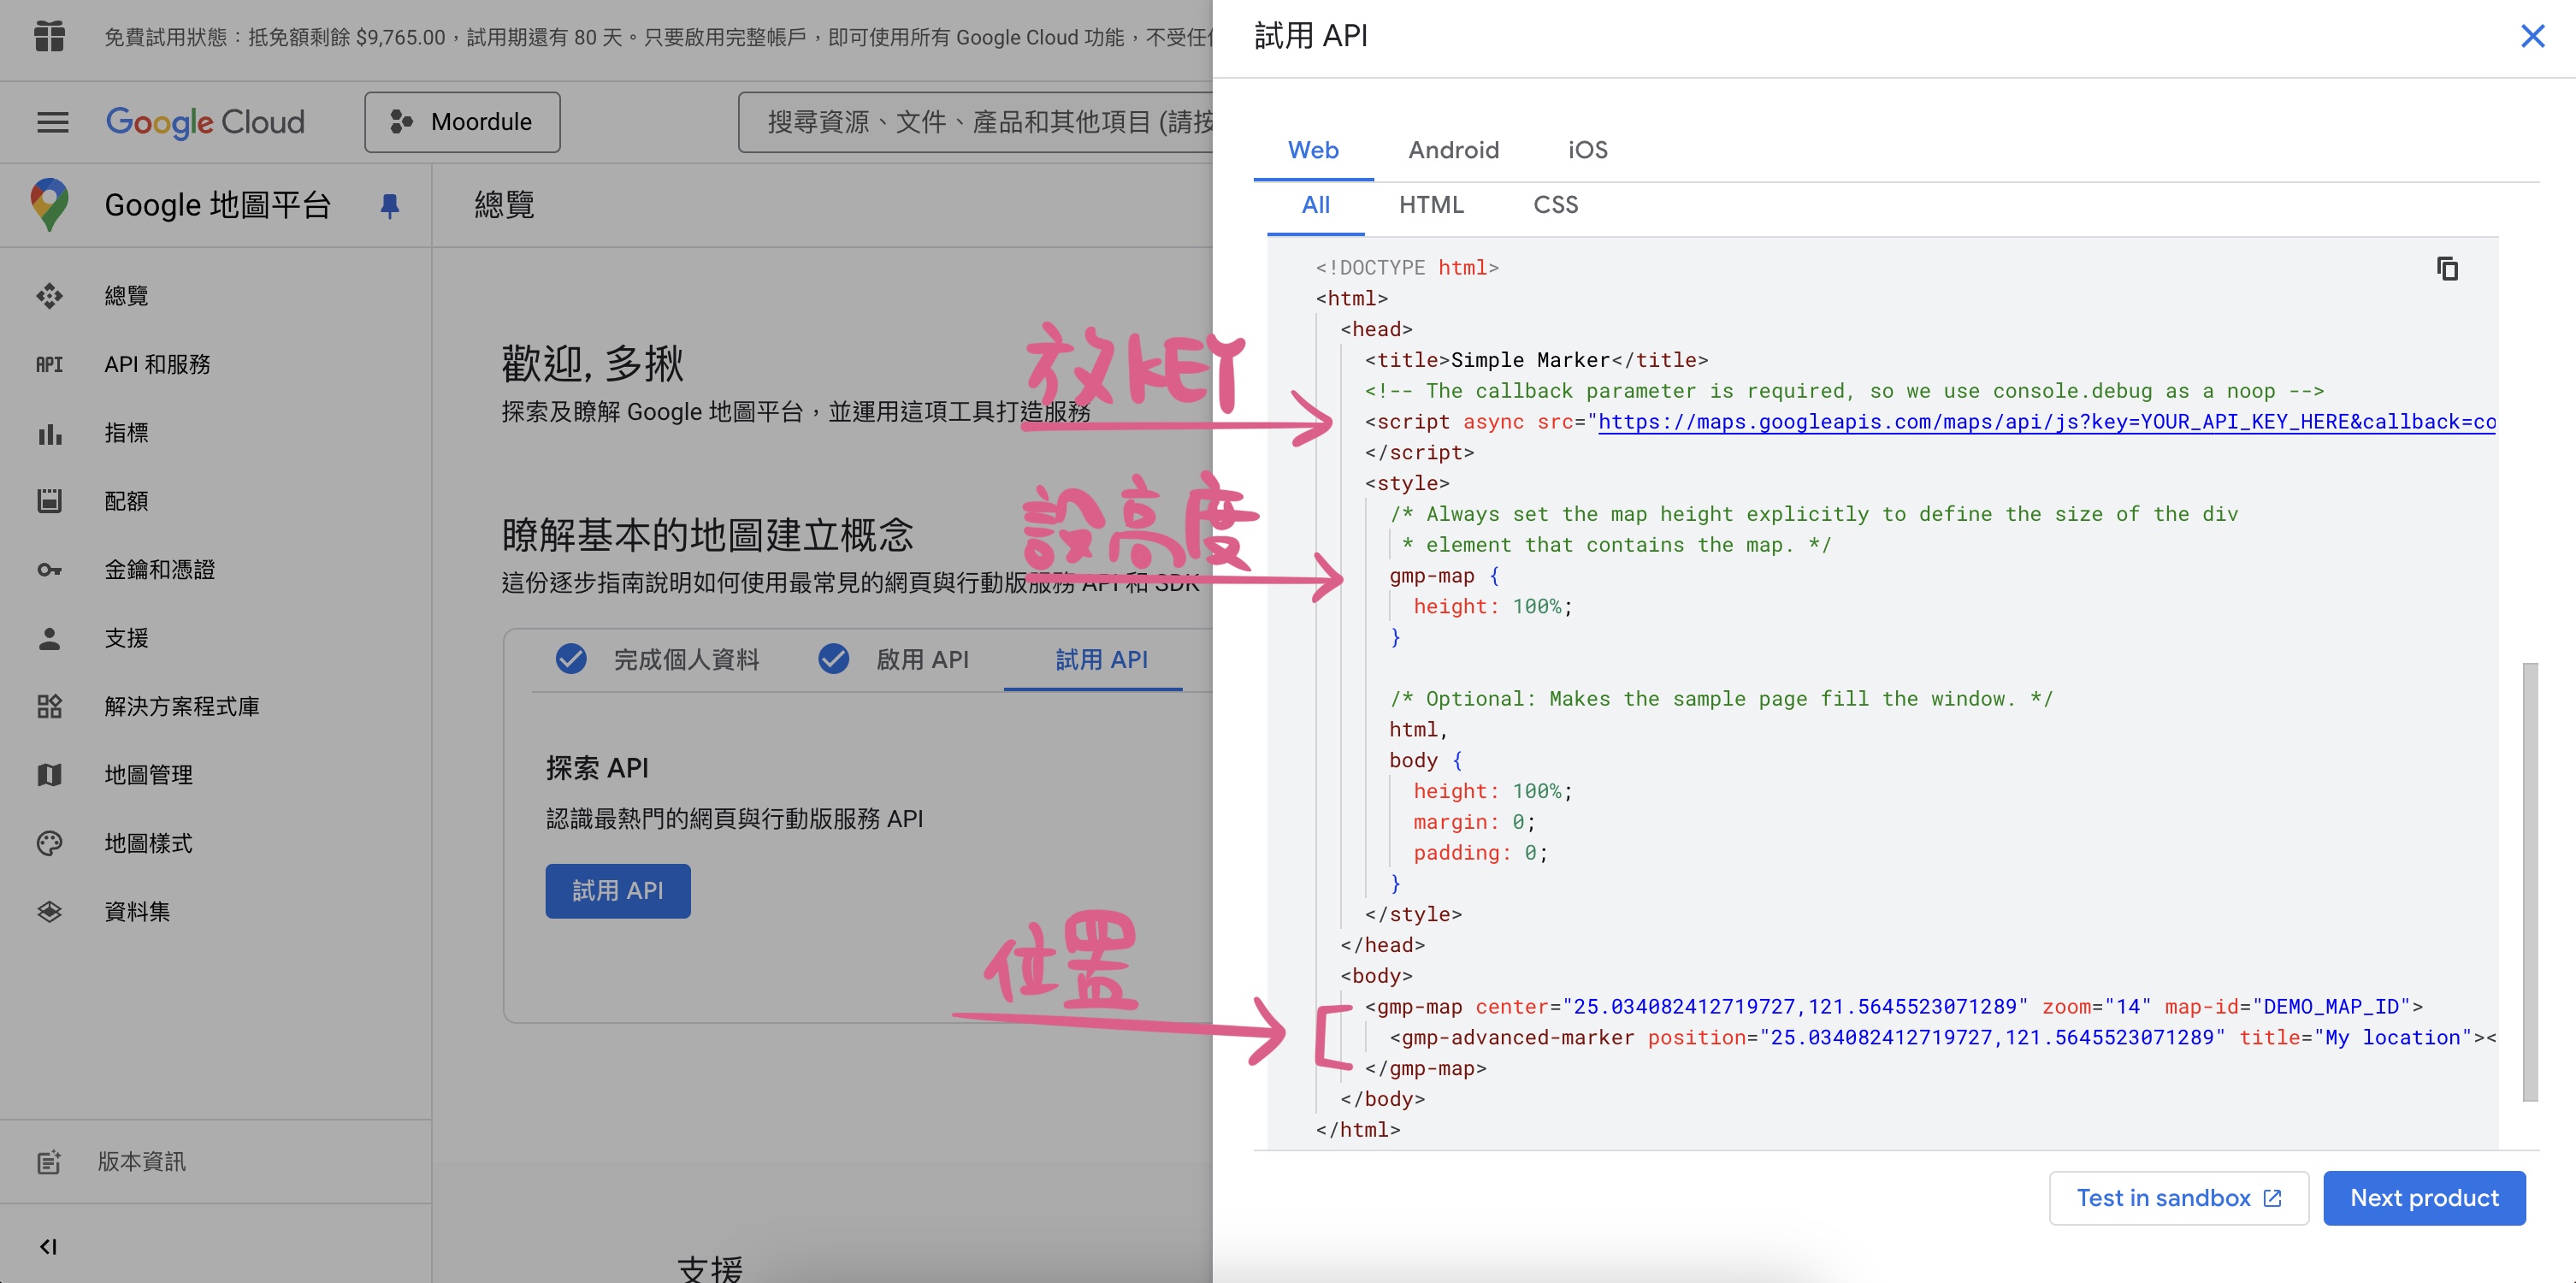 免費試用狀態：抵免額剩餘 $9,765.00，試用期還有 80 天。只要啟用完整帳戶，即可使用所有 Google Cloud 功能，不受任
Google Cloud
Moordule
搜尋資源、文件、產品和其他項目 (請按
Google 地圖平台
總覽
總覽
API 和服務
指標
配額
金鑰和憑證
支援
解決方案程式庫
地圖管理
地圖樣式
資料集
版本資訊
歡迎, 多揪
探索及瞭解 Google 地圖平台，並運用這項工具打造服務
瞭解基本的地圖建立概念
這份逐步指南說明如何使用最常見的網頁與行動版服務 API 和 SDK
完成個人資料
啟用 API
試用 API
探索 API
認識最熱門的網頁與行動版服務 API
試用 API
支援
放KEY
設高度
位置
試用 API
Web Android iOS
All HTML CSS
<!DOCTYPE html>
<html>
<head>
<title>Simple Marker</title>
<!-- The callback parameter is required, so we use console.debug as a noop -->
<script async src="https://maps.googleapis.com/maps/api/js?key=YOUR_API_KEY_HERE&callback=co
</script>
<style>
/* Always set the map height explicitly to define the size of the div
* element that contains the map. */
gmp-map {
height: 100%;
}
/* Optional: Makes the sample page fill the window. */
html,
body {
height: 100%;
margin: 0;
padding: 0;
}
</style>
</head>
<body>
<gmp-map center="25.034082412719727,121.5645523071289" zoom="14" map-id="DEMO_MAP_ID">
<gmp-advanced-marker position="25.034082412719727,121.5645523071289" title="My location"><
</gmp-map>
</body>
</html>
Test in sandbox
Next product